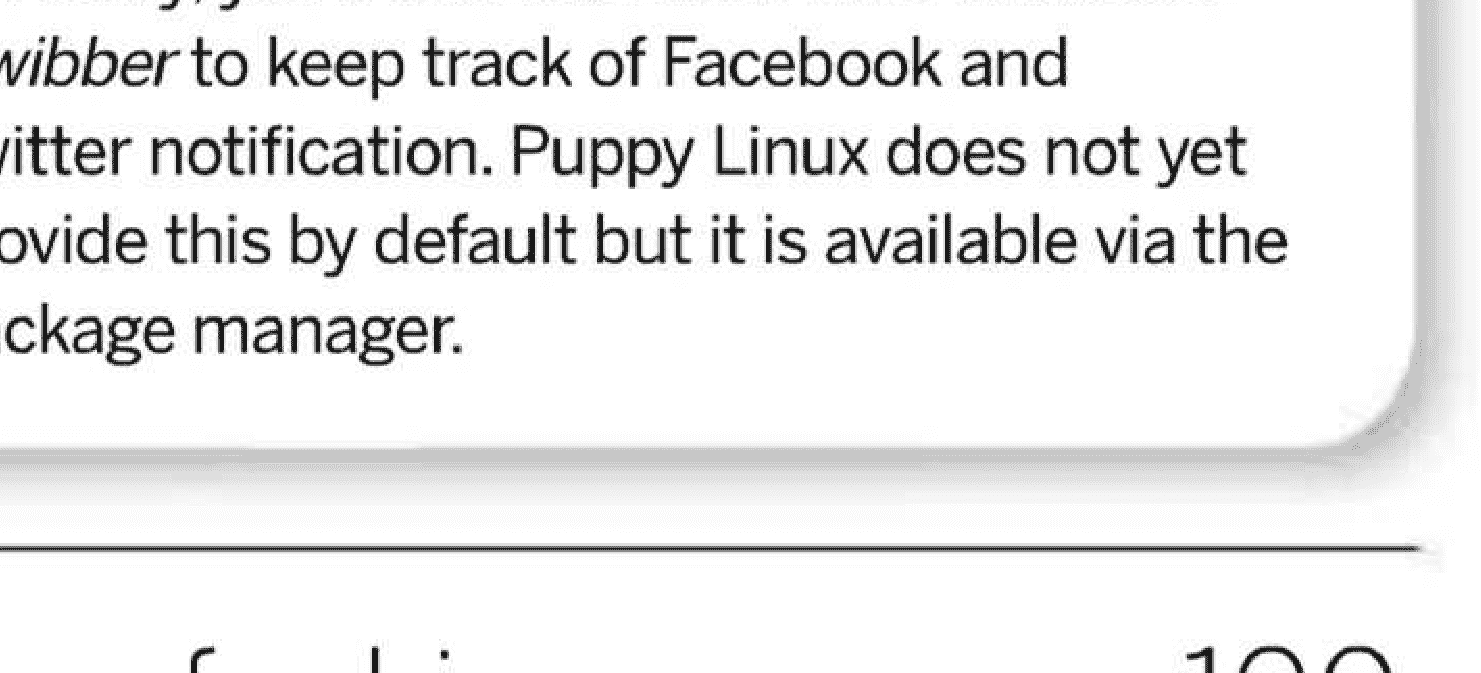 wibber to keep track of Facebook and
witter notification. Puppy Linux does not yet
ovide this by default but it is available via the
ckage manager.